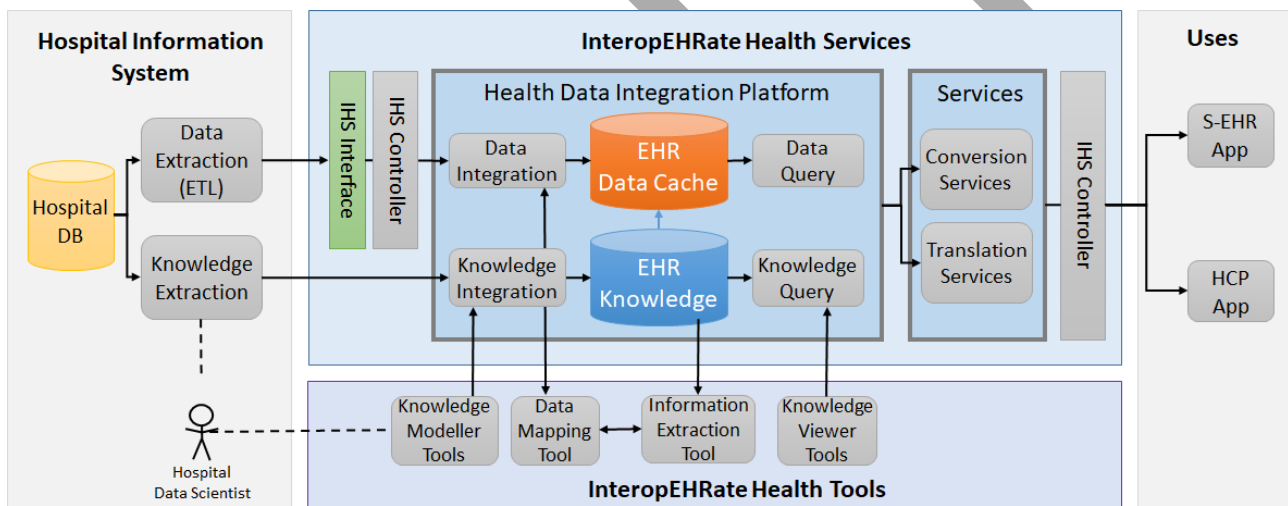 Hospital Information
System
Data
Extraction
(ETL)
Hospital
DB
Knowledge
Extraction
Hospital
Data Scientist
InteropEHRate Health Services
IHS Interface
IHS Controller
Health Data Integration Platform
Data
Integration
EHR
Data Cache
Data
Query
Knowledge
Integration
EHR
Knowledge
Knowledge
Query
Services
Conversion
Services
Translation
Services
IHS Controller
Uses
S-EHR
App
HCP
App
Knowledge
Modeller
Tools
Data
Mapping
Tool
Information
Extraction
Tool
Knowledge
Viewer
Tools
InteropEHRate Health Tools